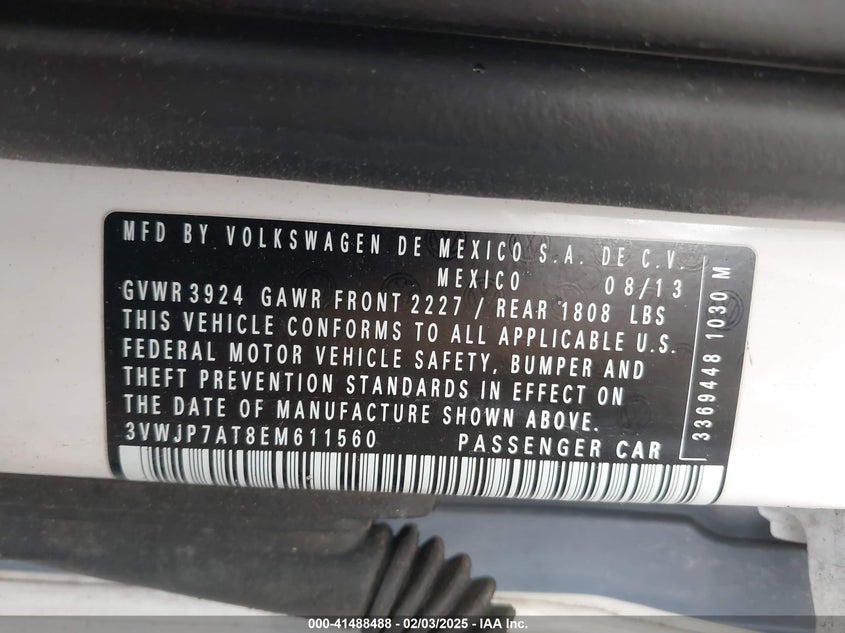 MFD BY VOLKSWAGEN DE MEXICO S.A. DE C.V.
MEXICO 08/13
GVWR 3924 GAWR FRONT 2227 / REAR 1808 LBS
THIS VEHICLE CONFORMS TO ALL APPLICABLE U.S.
FEDERAL MOTOR VEHICLE SAFETY, BUMPER AND
THEFT PREVENTION STANDARDS IN EFFECT ON
THE DATE OF MANUFACTURE SHOWN ABOVE.
3VWJP7AT8EM611560 PASSENGER CAR
3369448 1030 M
000-41488488 - 02/03/2025 - IAA Inc.